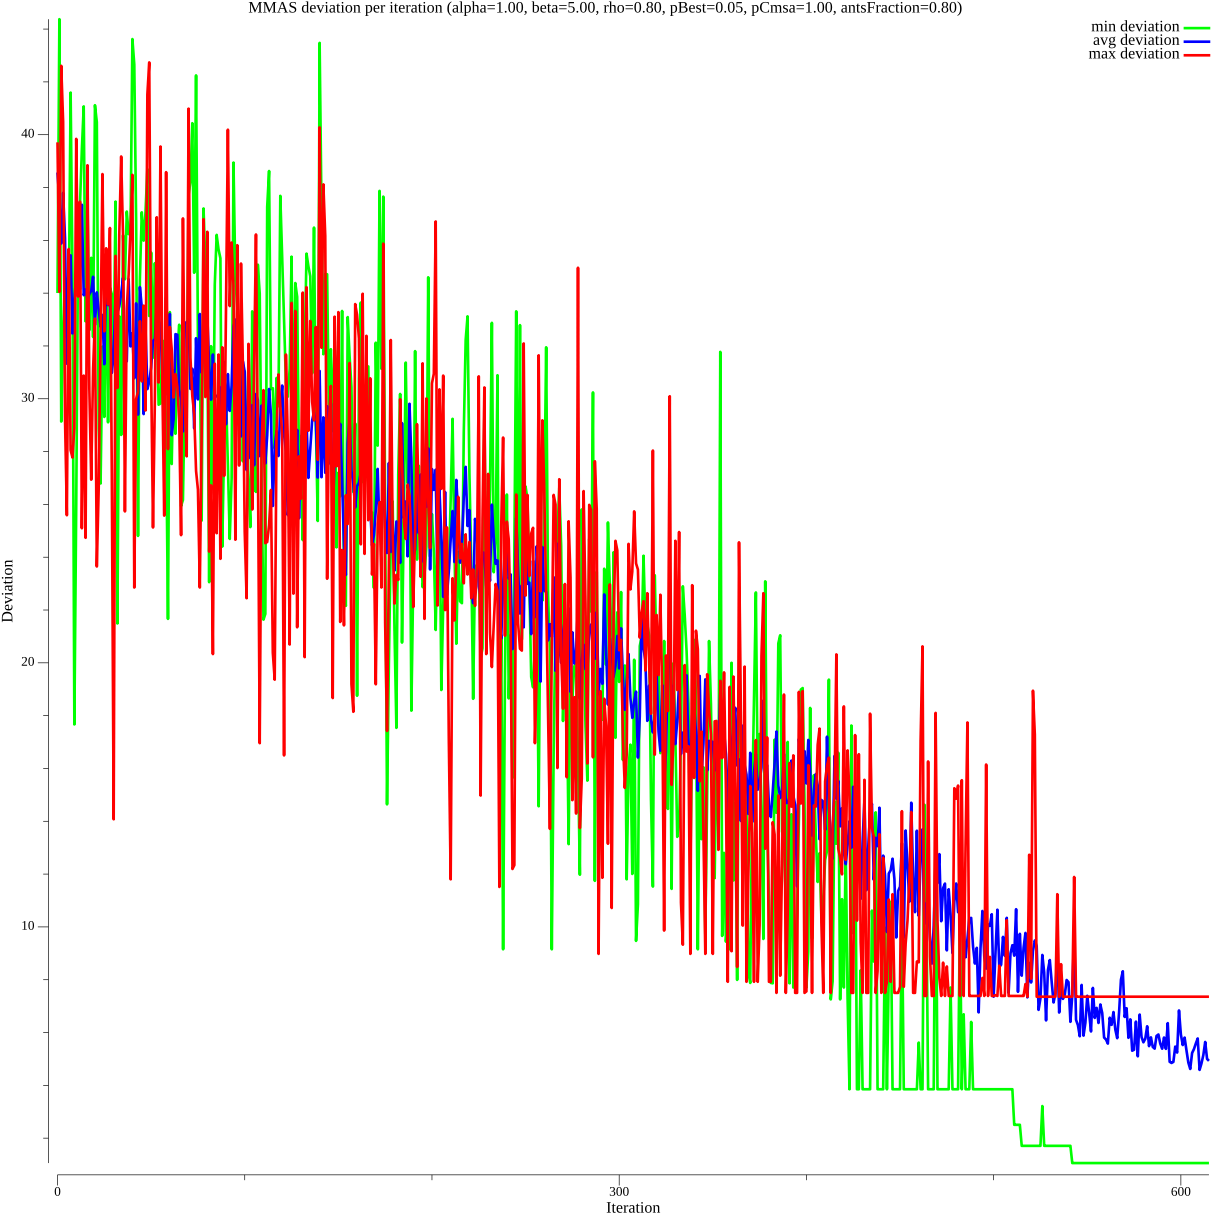 MMAS deviation per iteration (alpha=1.00, beta=5.00, rho=0.80, pBest=0.05, pCmsa=1.00, antsFraction=0.80)
min deviation
avg deviation
max deviation
40
30
20
10
Deviation
0
300
600
Iteration